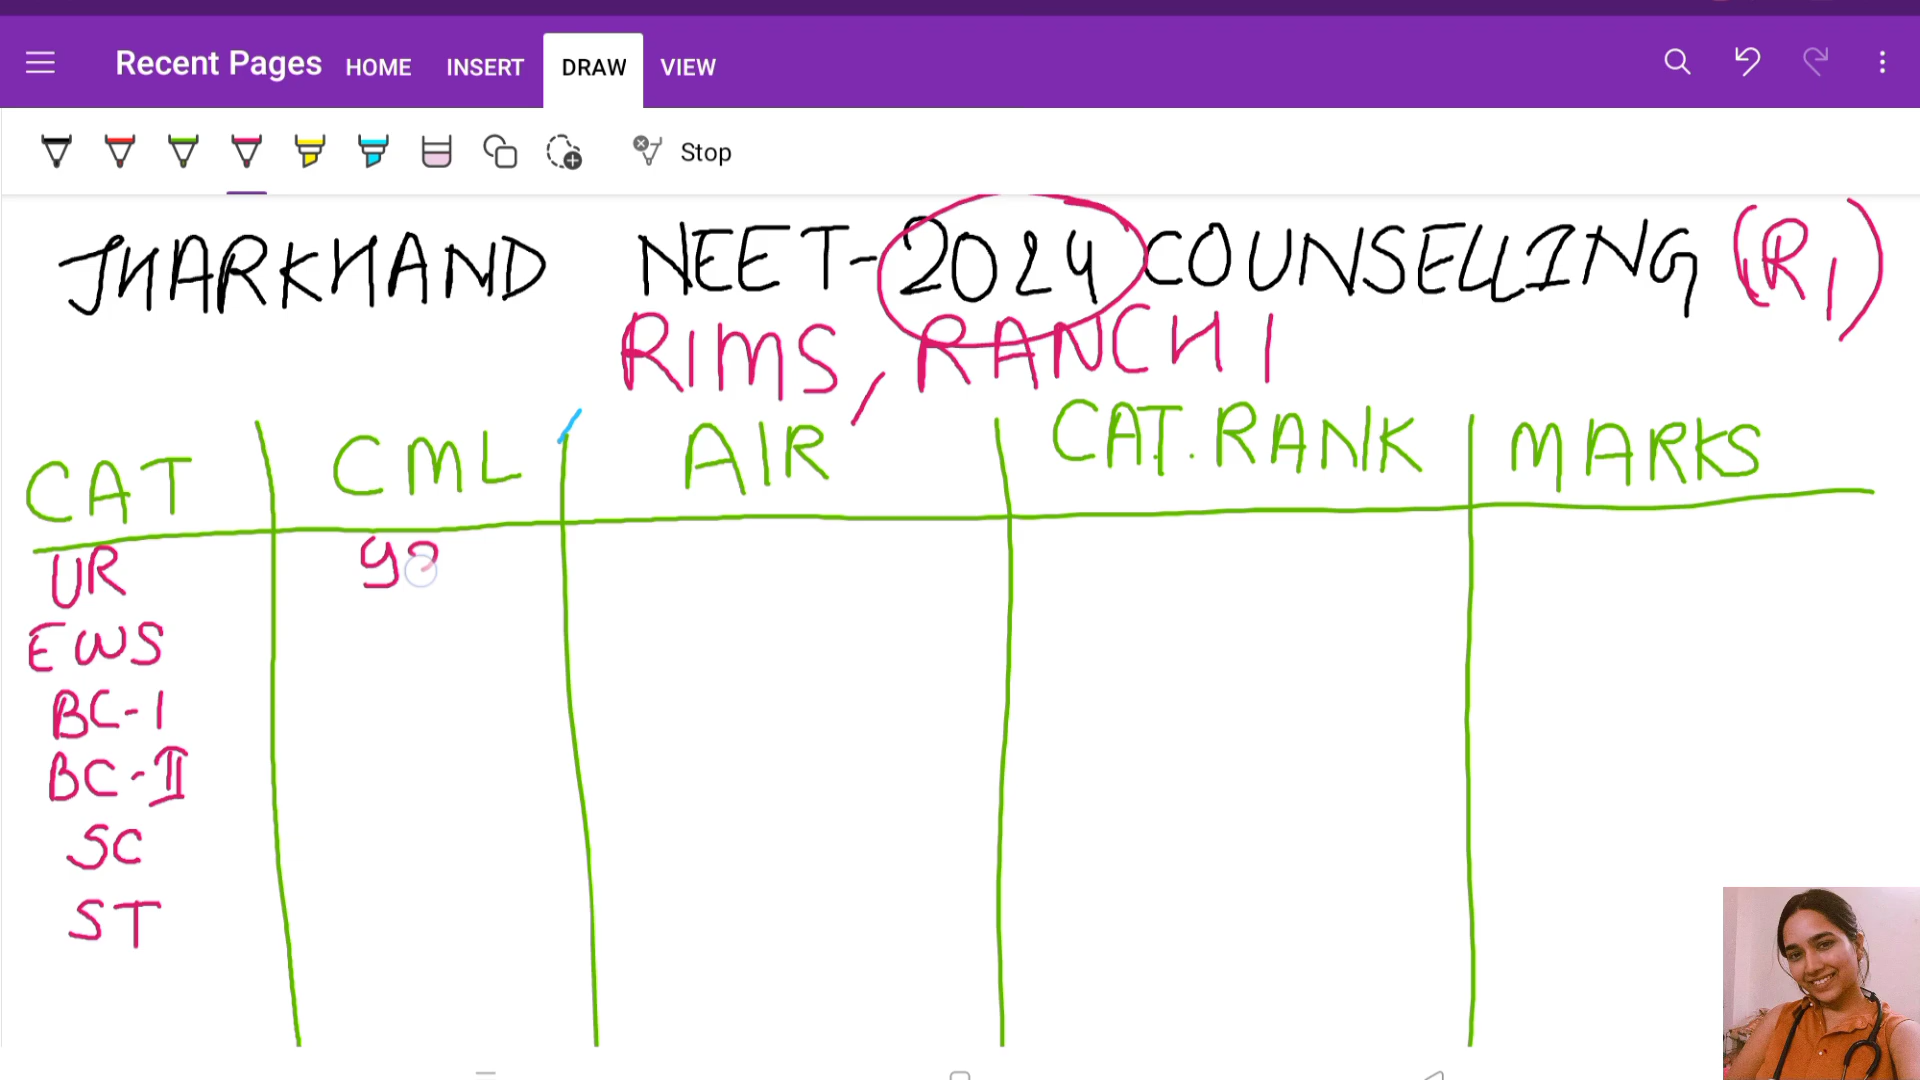 Recent Pages HOME INSERT DRAW VIEW
Stop
JHARKHAND NEET-2024 COUNSELLING (R1)
RIMS, RANCHI
CAT CML AIR CAT. RANK MARKS
UR
EWS
BC-I
BC-II
SC
ST